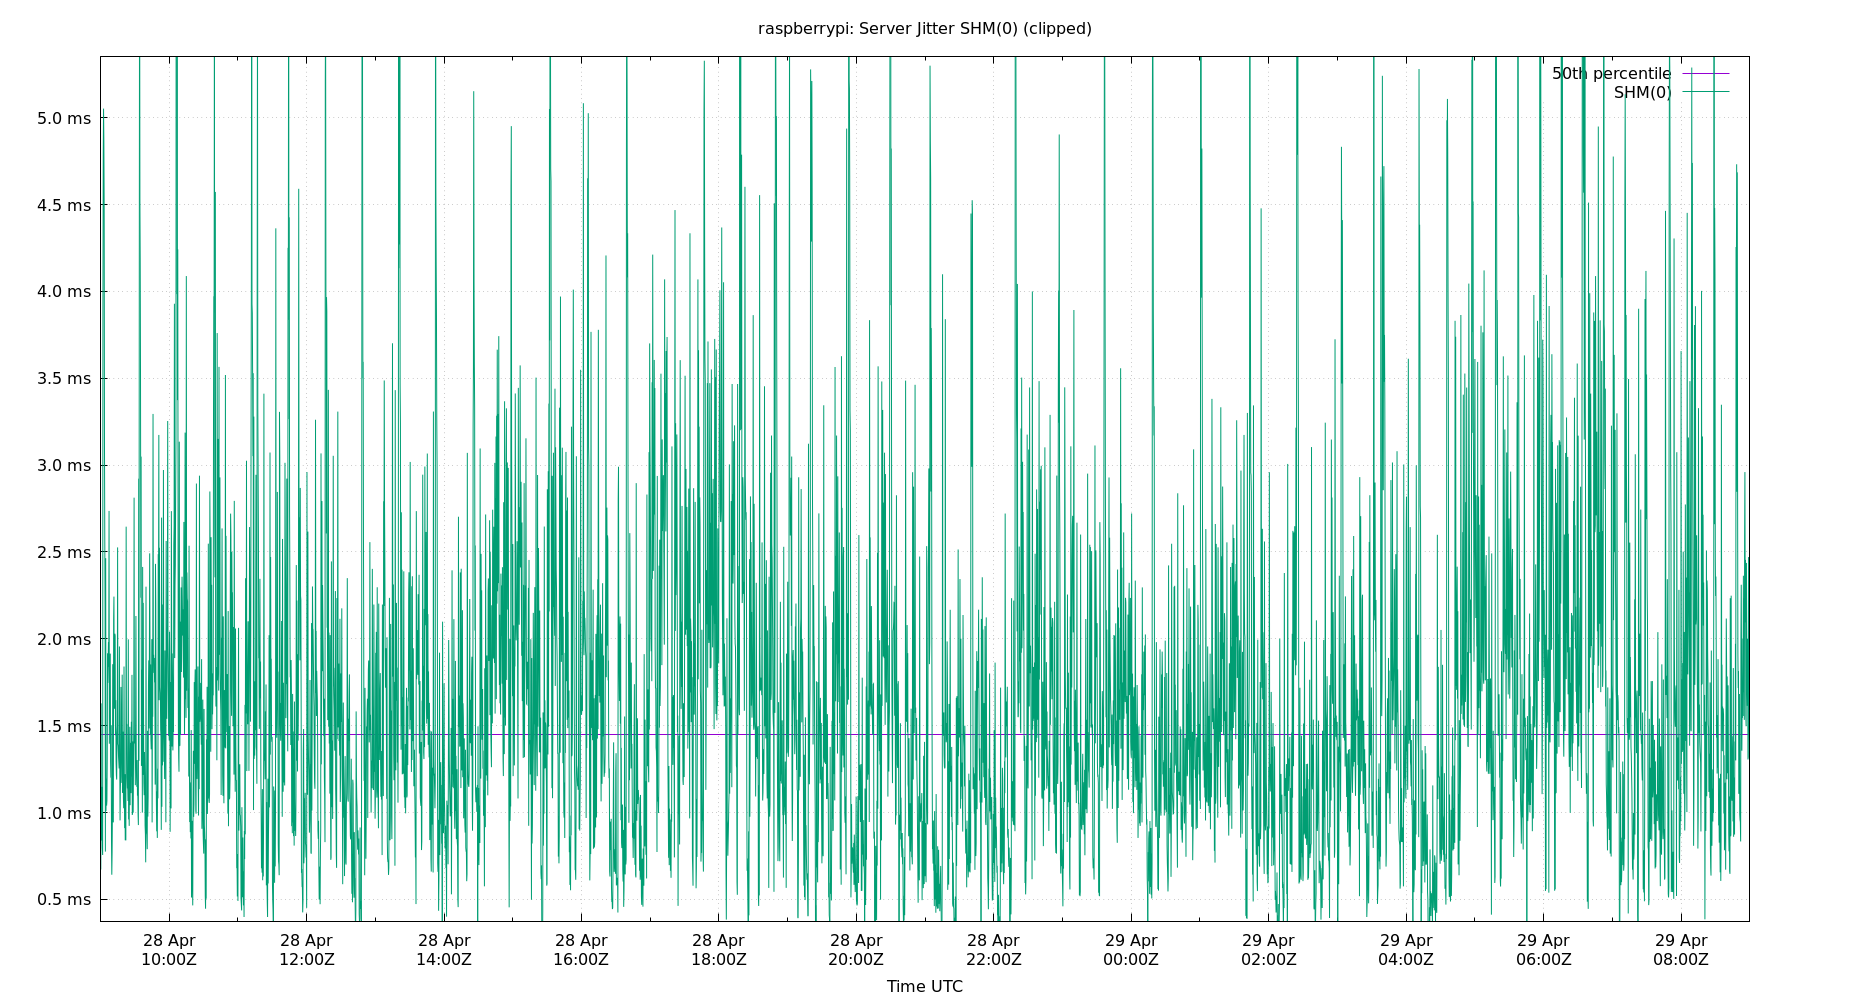 raspberrypi: Server Jitter SHM(0) (clipped)
50th percentile
SHM(0)
5.0 ms
4.5 ms
4.0 ms
3.5 ms
3.0 ms
2.5 ms
2.0 ms
1.5 ms
1.0 ms
0.5 ms
28 Apr 28 Apr 28 Apr 28 Apr 28 Apr 28 Apr 28 Apr 29 Apr 29 Apr 29 Apr 29 Apr 29 Apr
10:00Z 12:00Z 14:00Z 16:00Z 18:00Z 20:00Z 22:00Z 00:00Z 02:00Z 04:00Z 06:00Z 08:00Z
Time UTC